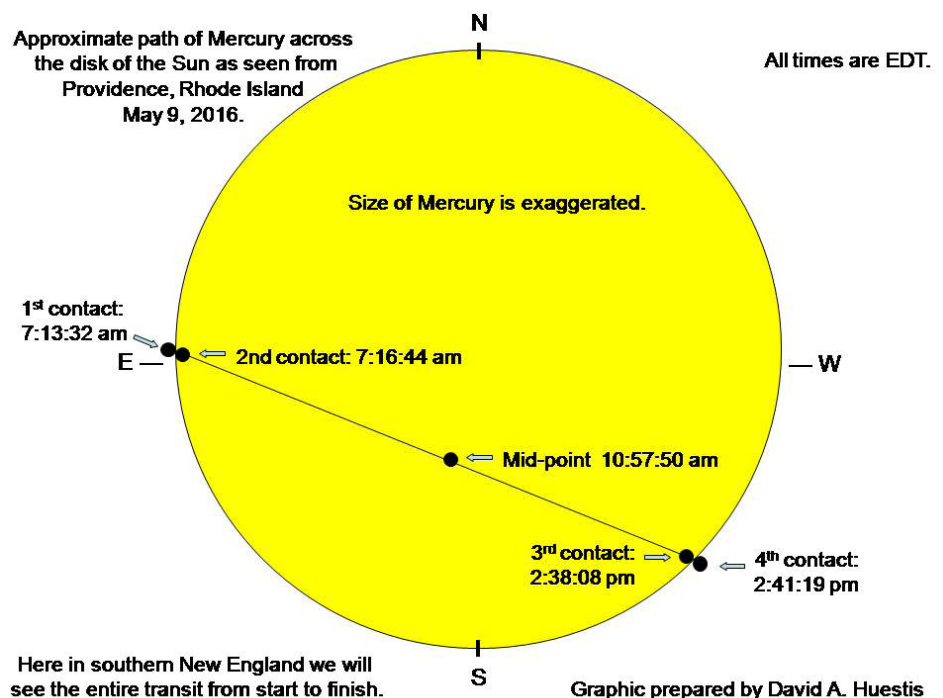 N
Approximate path of Mercury across
the disk of the Sun as seen from
Providence, Rhode Island
May 9, 2016.
All times are EDT.
Size of Mercury is exaggerated.
1st contact:
7:13:32 am
E
2nd contact: 7:16:44 am
W
Mid-point 10:57:50 am
3rd contact:
2:38:08 pm
4th contact:
2:41:19 pm
Here in southern New England we will
see the entire transit from start to finish.
S
Graphic prepared by David A. Huestis